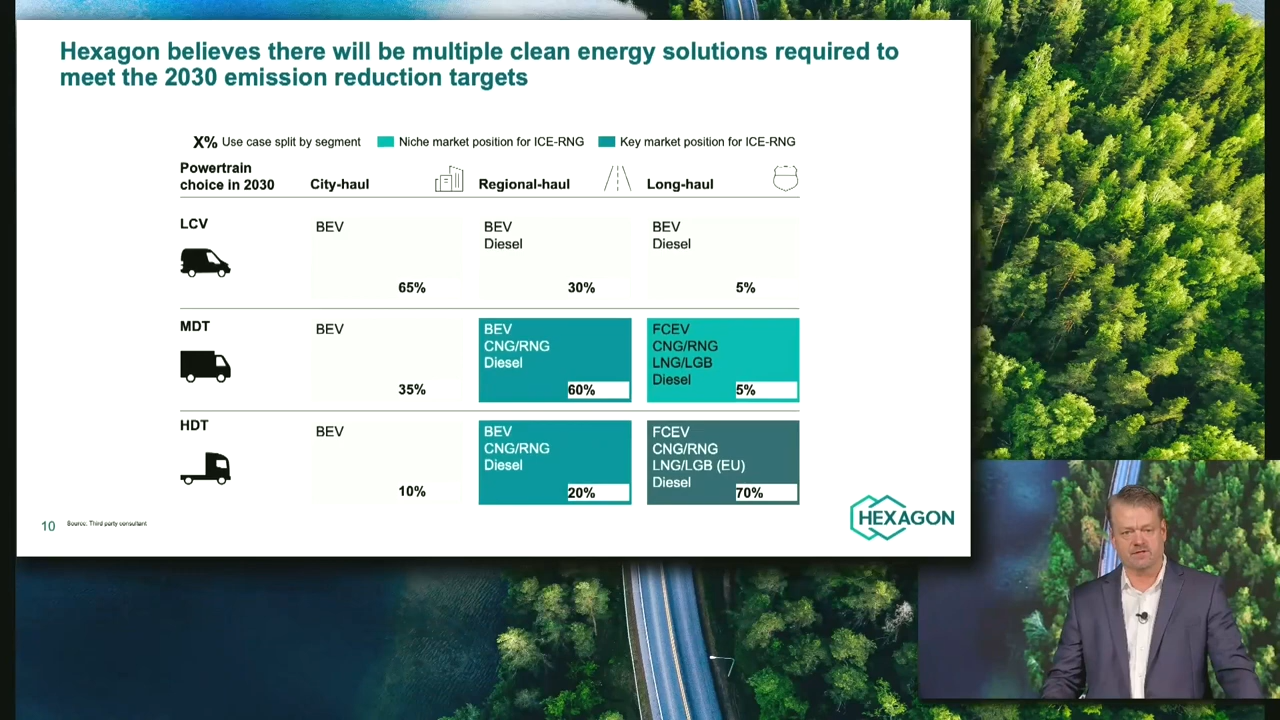 Hexagon believes there will be multiple clean energy solutions required to
meet the 2030 emission reduction targets
X% Use case split by segment
Niche market position for ICE-RNG
Key market position for ICE-RNG
Powertrain
choice in 2030
City-haul
Regional-haul
Long-haul
LCV
BEV
65%
BEV
Diesel
30%
BEV
Diesel
5%
MDT
BEV
35%
BEV
CNG/RNG
Diesel
60%
FCEV
CNG/RNG
LNG/LGB
Diesel
5%
HDT
BEV
10%
BEV
CNG/RNG
Diesel
20%
FCEV
CNG/RNG
LNG/LGB (EU)
Diesel
70%
10
Source: Third party consultant
HEXAGON